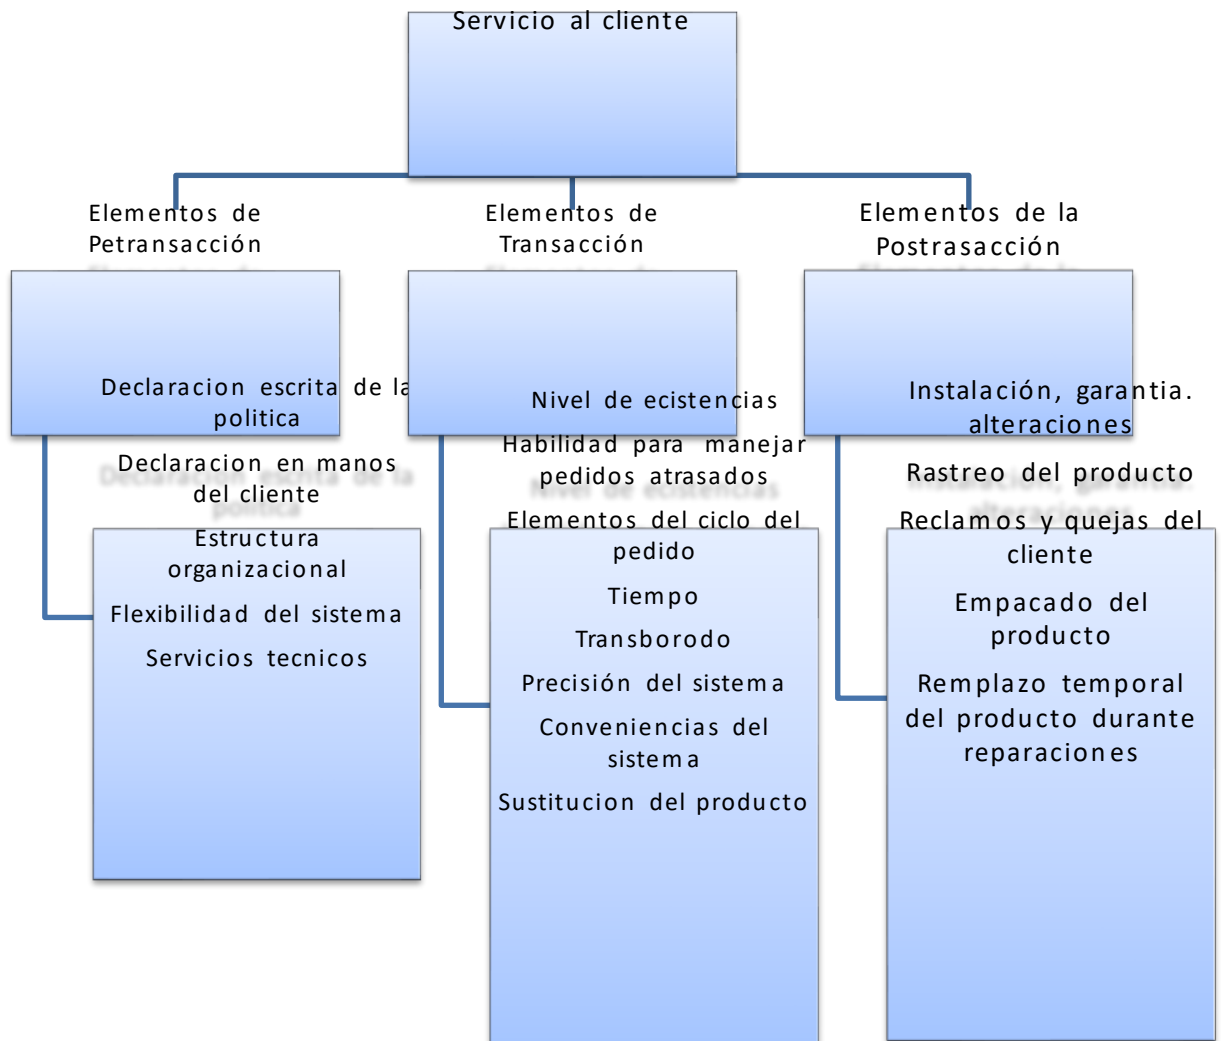 Servicio al cliente
Elementos de
Petransacción
Declaracion escrita de la
politica
Declaracion en manos
del cliente
Estructura
organizacional
Flexibilidad del sistema
Servicios tecnicos
Elementos de
Transacción
Nivel de ecistencias
Habilidad para manejar
pedidos atrasados
Elementos del ciclo del
pedido
Tiempo
Transborodo
Precisión del sistema
Conveniencias del
sistema
Sustitucion del producto
Elementos de la
Postrasacción
Instalación, garantia.
alteraciones
Rastreo del producto
Reclamos y quejas del
cliente
Empacado del
producto
Remplazo temporal
del producto durante
reparaciones